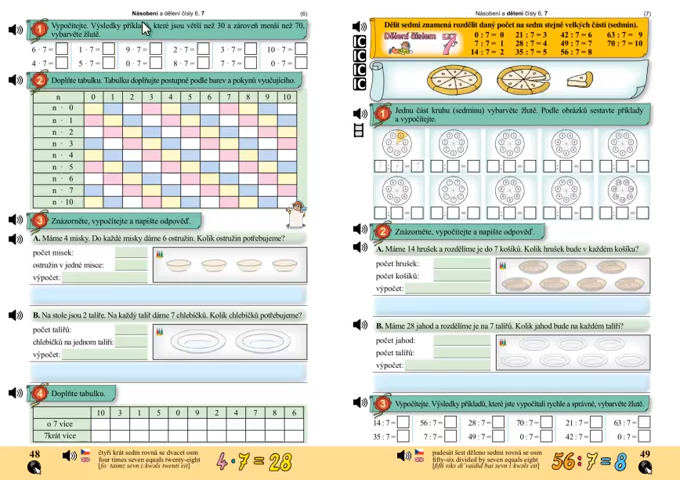 Násobení a dělení čísly 6, 7
(6)
1 Vypočítejte. Výsledky příkladů, které jsou větší než 30 a zároveň menší než 70,
vybarvěte žlutě.
6 · 7 =
1 · 7 =
9 · 7 =
2 · 7 =
3 · 7 =
10 · 7 =
4 · 7 =
5 · 7 =
0 · 7 =
8 · 7 =
7 · 7 =
0 · 7 =
2 Doplňte tabulku. Tabulku doplňujte postupně podle barev a pokynů vyučujícího.
n 0 1 2 3 4 5 6 7 8 9 10
n · 0
n · 1
n · 2
n · 3
n · 4
n · 5
n · 6
n · 7
n · 10
3 Znázorněte, vypočítejte a napište odpověď.
A. Máme 4 misky. Do každé misky dáme 6 ostružin. Kolik ostružin potřebujeme?
počet misek:
ostružin v jedné misce:
výpočet:
B. Na stole jsou 2 talíře. Na každý talíř dáme 7 chlebíčků. Kolik chlebíčků potřebujeme?
počet talířů:
chlebíčků na jednom talíři:
výpočet:
4 Doplňte tabulku.
10 3 1 5 0 9 2 4 7 8 6
o 7 více
7krát více
48
čtyři krát sedm rovná se dvacet osm
four times seven equals twenty-eight
4 · 7 = 28
Násobení a dělení čísly 6, 7
(7)
Dělit sedmi znamená rozdělit daný počet na sedm stejně velkých částí (sedmin).
Dělení číslem 7
0 : 7 = 0 21 : 7 = 3 42 : 7 = 6 63 : 7 = 9
7 : 7 = 1 28 : 7 = 4 49 : 7 = 7 70 : 7 = 10
14 : 7 = 2 35 : 7 = 5 56 : 7 = 8
1 Jednu část kruhu (sedminu) vybarvěte žlutě. Podle obrázků sestavte příklady
a vypočítejte.
2 Znázorněte, vypočítejte a napište odpověď.
A. Máme 14 hrušek a rozdělíme je do 7 košíků. Kolik hrušek bude v každém košíku?
počet hrušek:
počet košíků:
výpočet:
B. Máme 28 jahod a rozdělíme je na 7 talířů. Kolik jahod bude na každém talíři?
počet jahod:
počet talířů:
výpočet:
3 Vypočítejte. Výsledky příkladů, které jste vypočítali rychle a správně, vybarvěte žlutě.
14 : 7 =
56 : 7 =
28 : 7 =
70 : 7 =
21 : 7 =
63 : 7 =
35 : 7 =
7 : 7 =
49 : 7 =
0 : 7 =
42 : 7 =
0 : 7 =
padesát šest děleno sedmi rovná se osm
fifty-six divided by seven equals eight
56 : 7 = 8
49